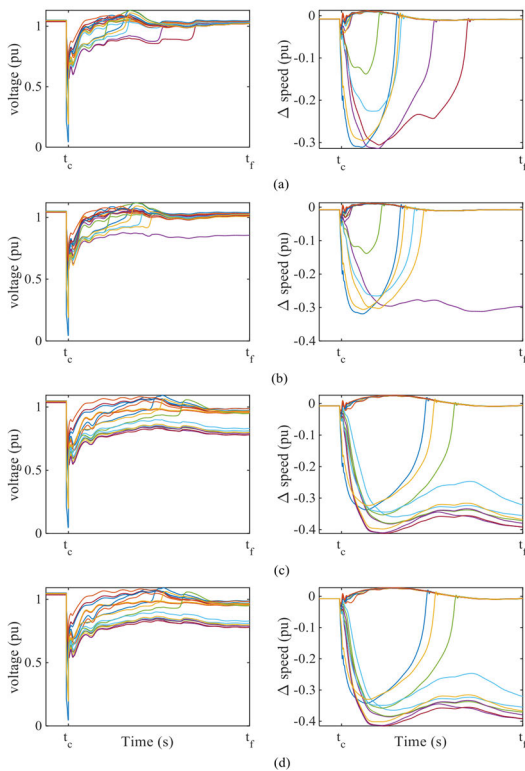 1
0.5
0
voltage (pu)
t_c
t_f
0
-0.1
-0.2
-0.3
Δ speed (pu)
t_c
t_f
(a)
1
0.5
0
voltage (pu)
t_c
t_f
0
-0.1
-0.2
-0.3
-0.4
Δ speed (pu)
t_c
t_f
(b)
1
0.5
0
voltage (pu)
t_c
t_f
0
-0.1
-0.2
-0.3
-0.4
Δ speed (pu)
t_c
t_f
(c)
1
0.5
0
voltage (pu)
t_c
Time (s)
t_f
0
-0.1
-0.2
-0.3
-0.4
Δ speed (pu)
t_c
Time (s)
t_f
(d)